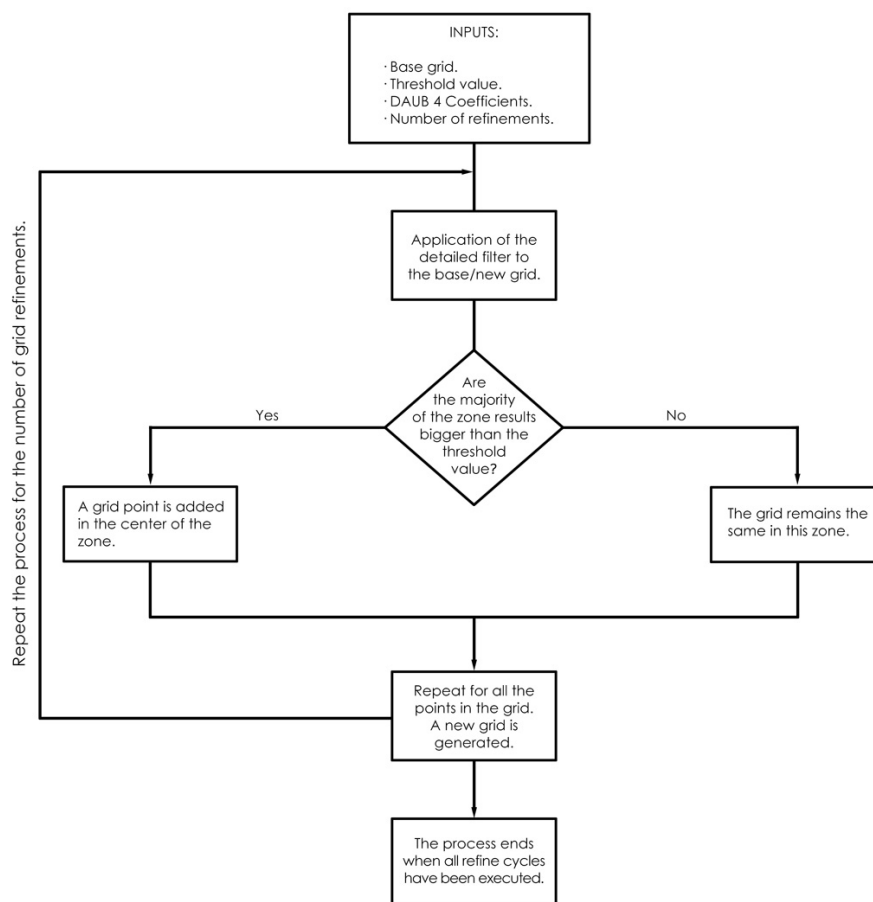 INPUTS:
· Base grid.
· Threshold value.
· DAUB 4 Coefficients.
· Number of refinements.
Repeat the process for the number of grid refinements.
Application of the
detailed filter to
the base/new grid.
Are
the majority
of the zone results
bigger than the
threshold
value?
Yes
No
A grid point is added
in the center of the
zone.
The grid remains the
same in this zone.
Repeat for all the
points in the grid.
A new grid is
generated.
The process ends
when all refine cycles
have been executed.